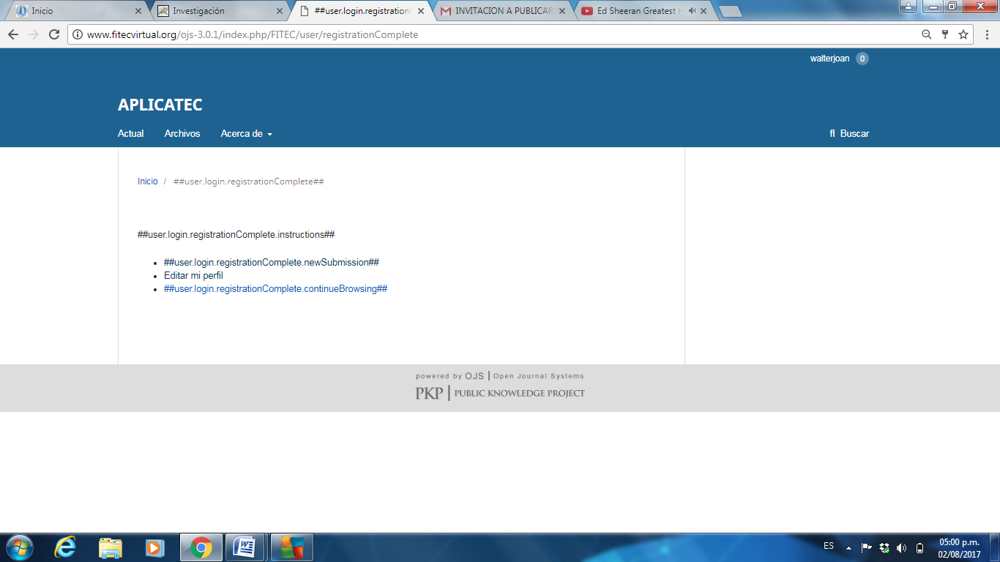 Inicio
Investigación
##user.login.registration
INVITACION A PUBLICAR
Ed Sheeran Greatest H
www.fitecvirtual.org/ojs-3.0.1/index.php/FITEC/user/registrationComplete
walterjoan 0
APLICATEC
Actual Archivos Acerca de
Buscar
Inicio / ##user.login.registrationComplete##
##user.login.registrationComplete.instructions##
• ##user.login.registrationComplete.newSubmission##
• Editar mi perfil
• ##user.login.registrationComplete.continueBrowsing##
powered by OJS | Open Journal Systems
PKP | PUBLIC KNOWLEDGE PROJECT
ES
05:00 p.m.
02/08/2017